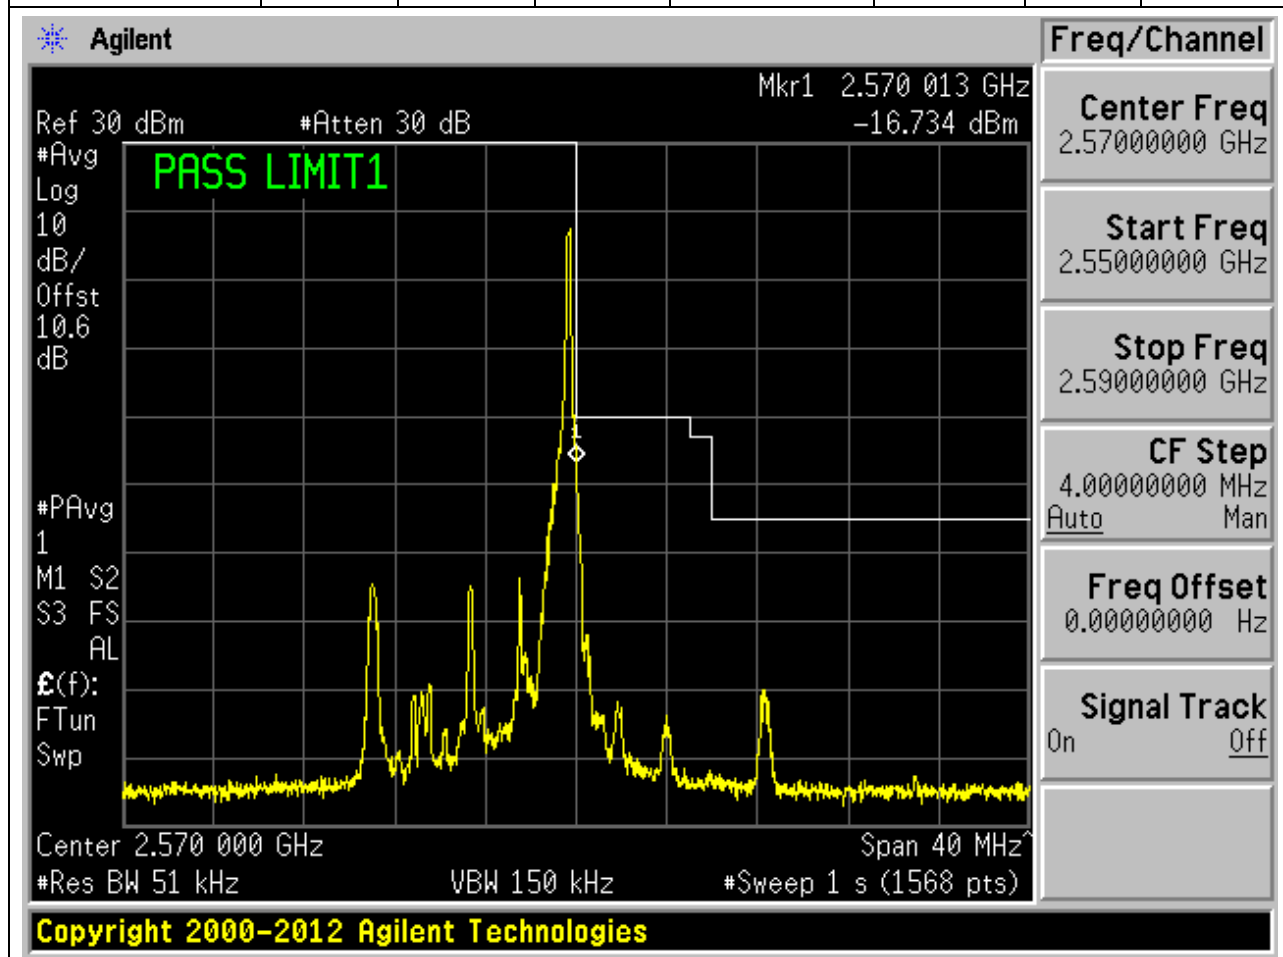 Agilent
Freq/Channel
Mkr1 2.570 013 GHz
Ref 30 dBm #Atten 30 dB -16.734 dBm
#Avg
Log
10
dB/
Offst
10.6
dB
PASS LIMIT1
1
#PAvg
1
M1 S2
S3 FS
AL
£(f):
FTun
Swp
Center 2.570 000 GHz Span 40 MHz^
#Res BW 51 kHz VBW 150 kHz #Sweep 1 s (1568 pts)
Copyright 2000-2012 Agilent Technologies
Center Freq
2.57000000 GHz
Start Freq
2.55000000 GHz
Stop Freq
2.59000000 GHz
CF Step
4.00000000 MHz
Auto Man
Freq Offset
0.00000000 Hz
Signal Track
On Off